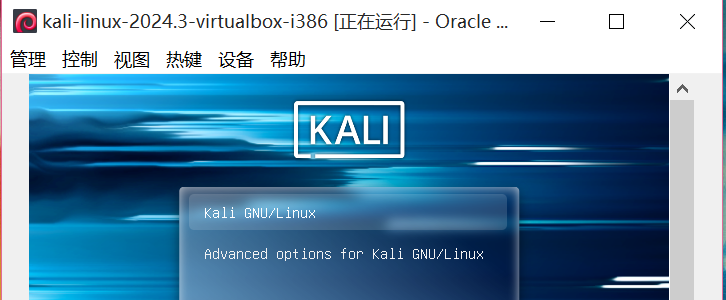 kali-linux-2024.3-virtualbox-i386 [正在运行] - Oracle ...
管理 控制 视图 热键 设备 帮助
KALI
Kali GNU/Linux
Advanced options for Kali GNU/Linux